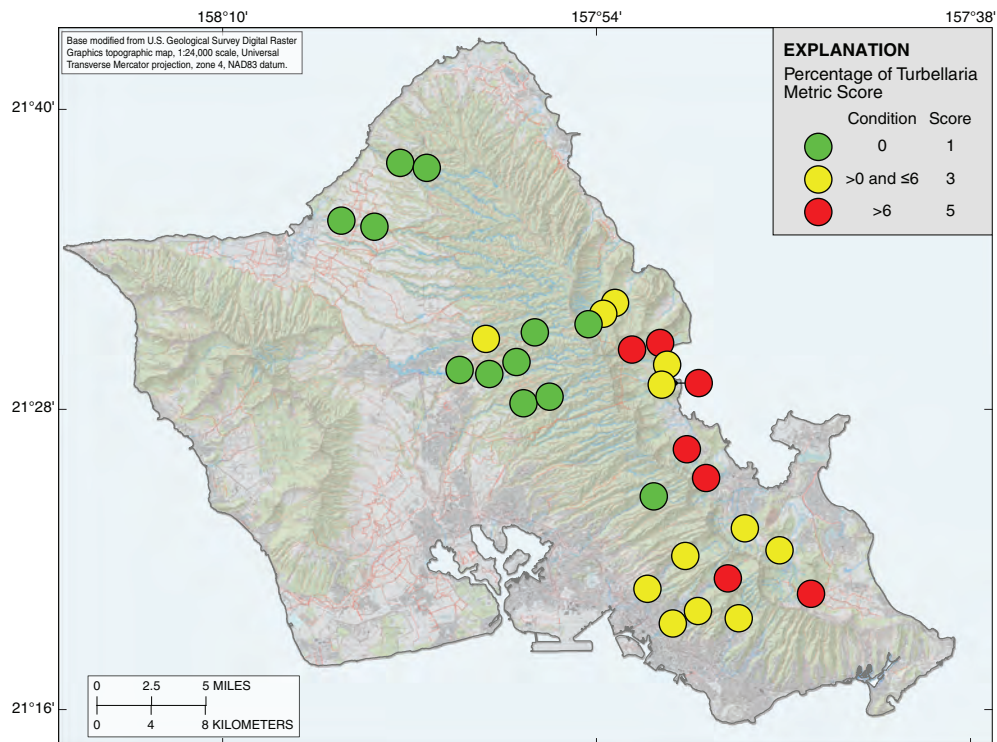 158°10'
157°54'
157°38'
Base modified from U.S. Geological Survey Digital Raster
Graphics topographic map, 1:24,000 scale, Universal
Transverse Mercator projection, zone 4, NAD83 datum.
EXPLANATION
Percentage of Turbellaria
Metric Score
Condition Score
0 1
>0 and ≤6 3
>6 5
21°40'
21°28'
21°16'
0 2.5 5 MILES
0 4 8 KILOMETERS